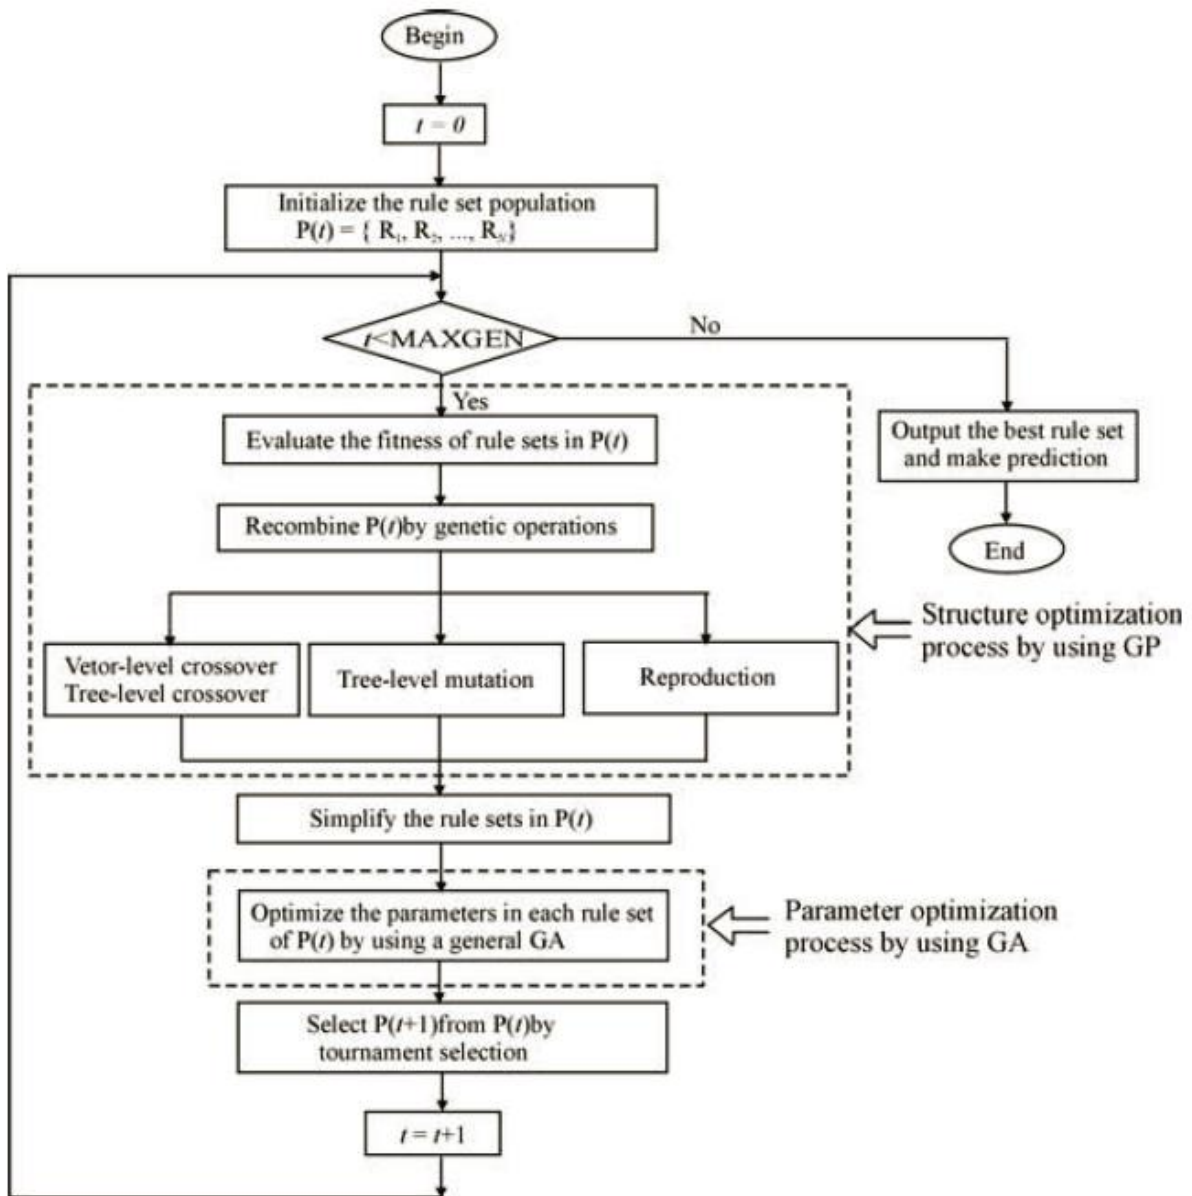 Begin
t = 0
Initialize the rule set population
P(t) = { R₁, R₂, ..., R_N}
t<MAXGEN
No
Yes
Evaluate the fitness of rule sets in P(t)
Output the best rule set
and make prediction
Recombine P(t)by genetic operations
End
Structure optimization
process by using GP
Vetor-level crossover
Tree-level crossover
Tree-level mutation
Reproduction
Simplify the rule sets in P(t)
Optimize the parameters in each rule set
of P(t) by using a general GA
Parameter optimization
process by using GA
Select P(t+1)from P(t)by
tournament selection
t = t+1